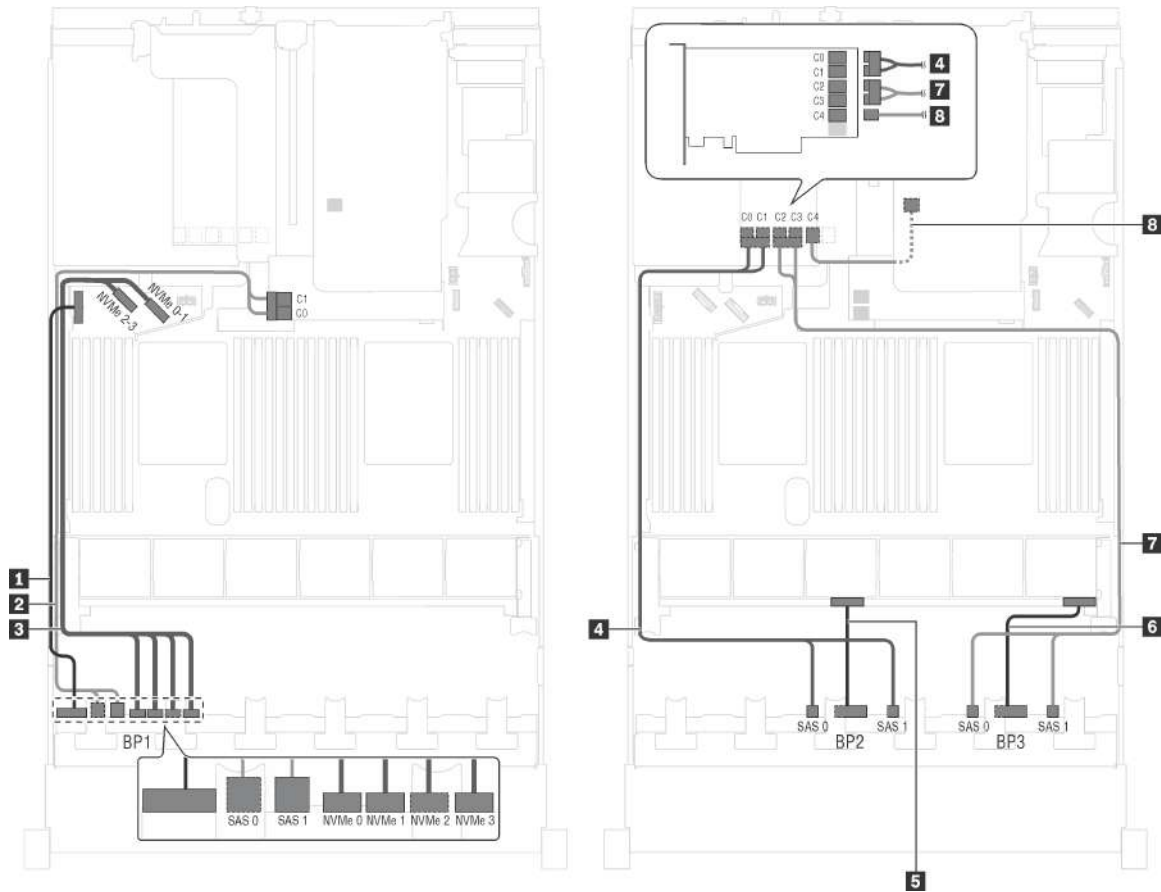 C0
C1
C2
C3
C4
4
7
8
C0 C1 C2 C3 C4
8
NVMe 2-3
NVMe 0-1
C1
C0
1
2
3
4
7
6
BP1
SAS 0
SAS 1
NVMe 0
NVMe 1
NVMe 2
NVMe 3
SAS 0
SAS 1
BP2
SAS 0
SAS 1
BP3
5